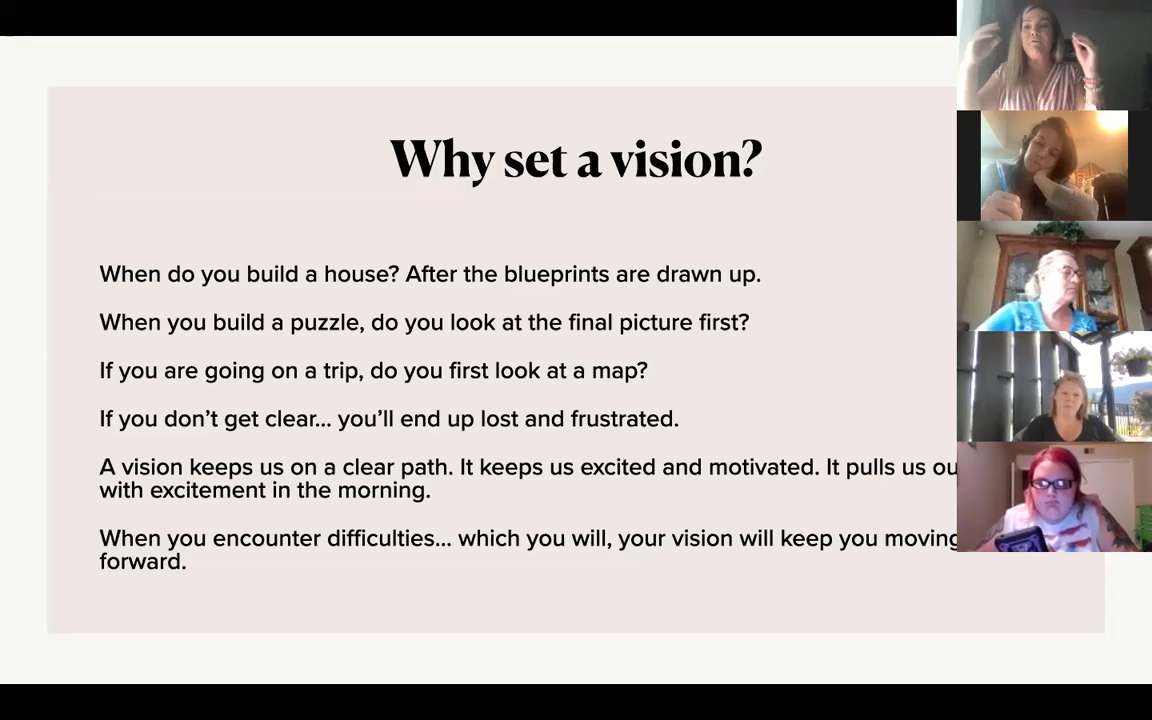 Why set a vision?
When do you build a house? After the blueprints are drawn up.
When you build a puzzle, do you look at the final picture first?
If you are going on a trip, do you first look at a map?
If you don’t get clear... you’ll end up lost and frustrated.
A vision keeps us on a clear path. It keeps us excited and motivated. It pulls us
with excitement in the morning.
When you encounter difficulties... which you will, your vision will keep you moving
forward.